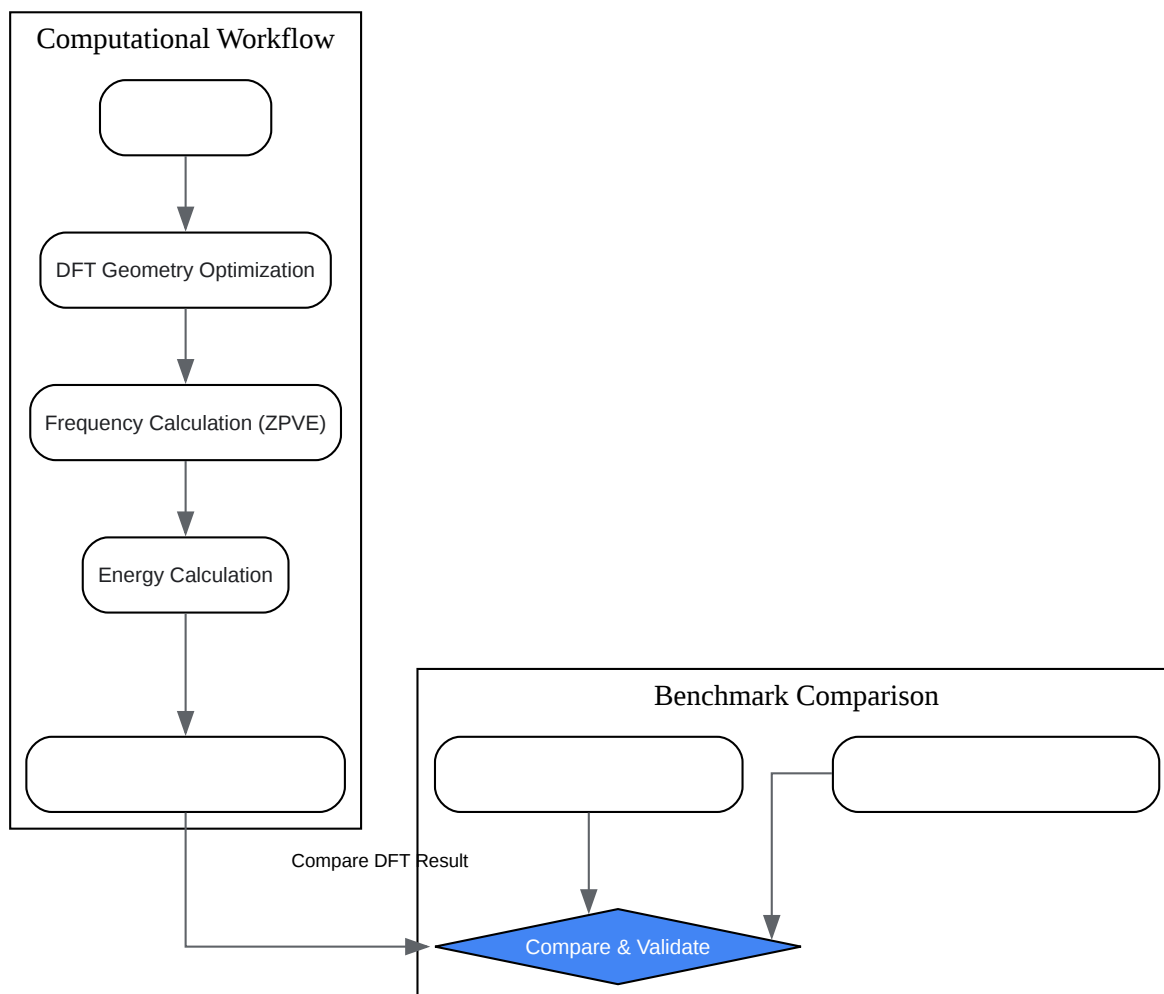 Computational Workflow
DFT Geometry Optimization
Frequency Calculation (ZPVE)
Energy Calculation
Benchmark Comparison
Compare DFT Result
Compare & Validate